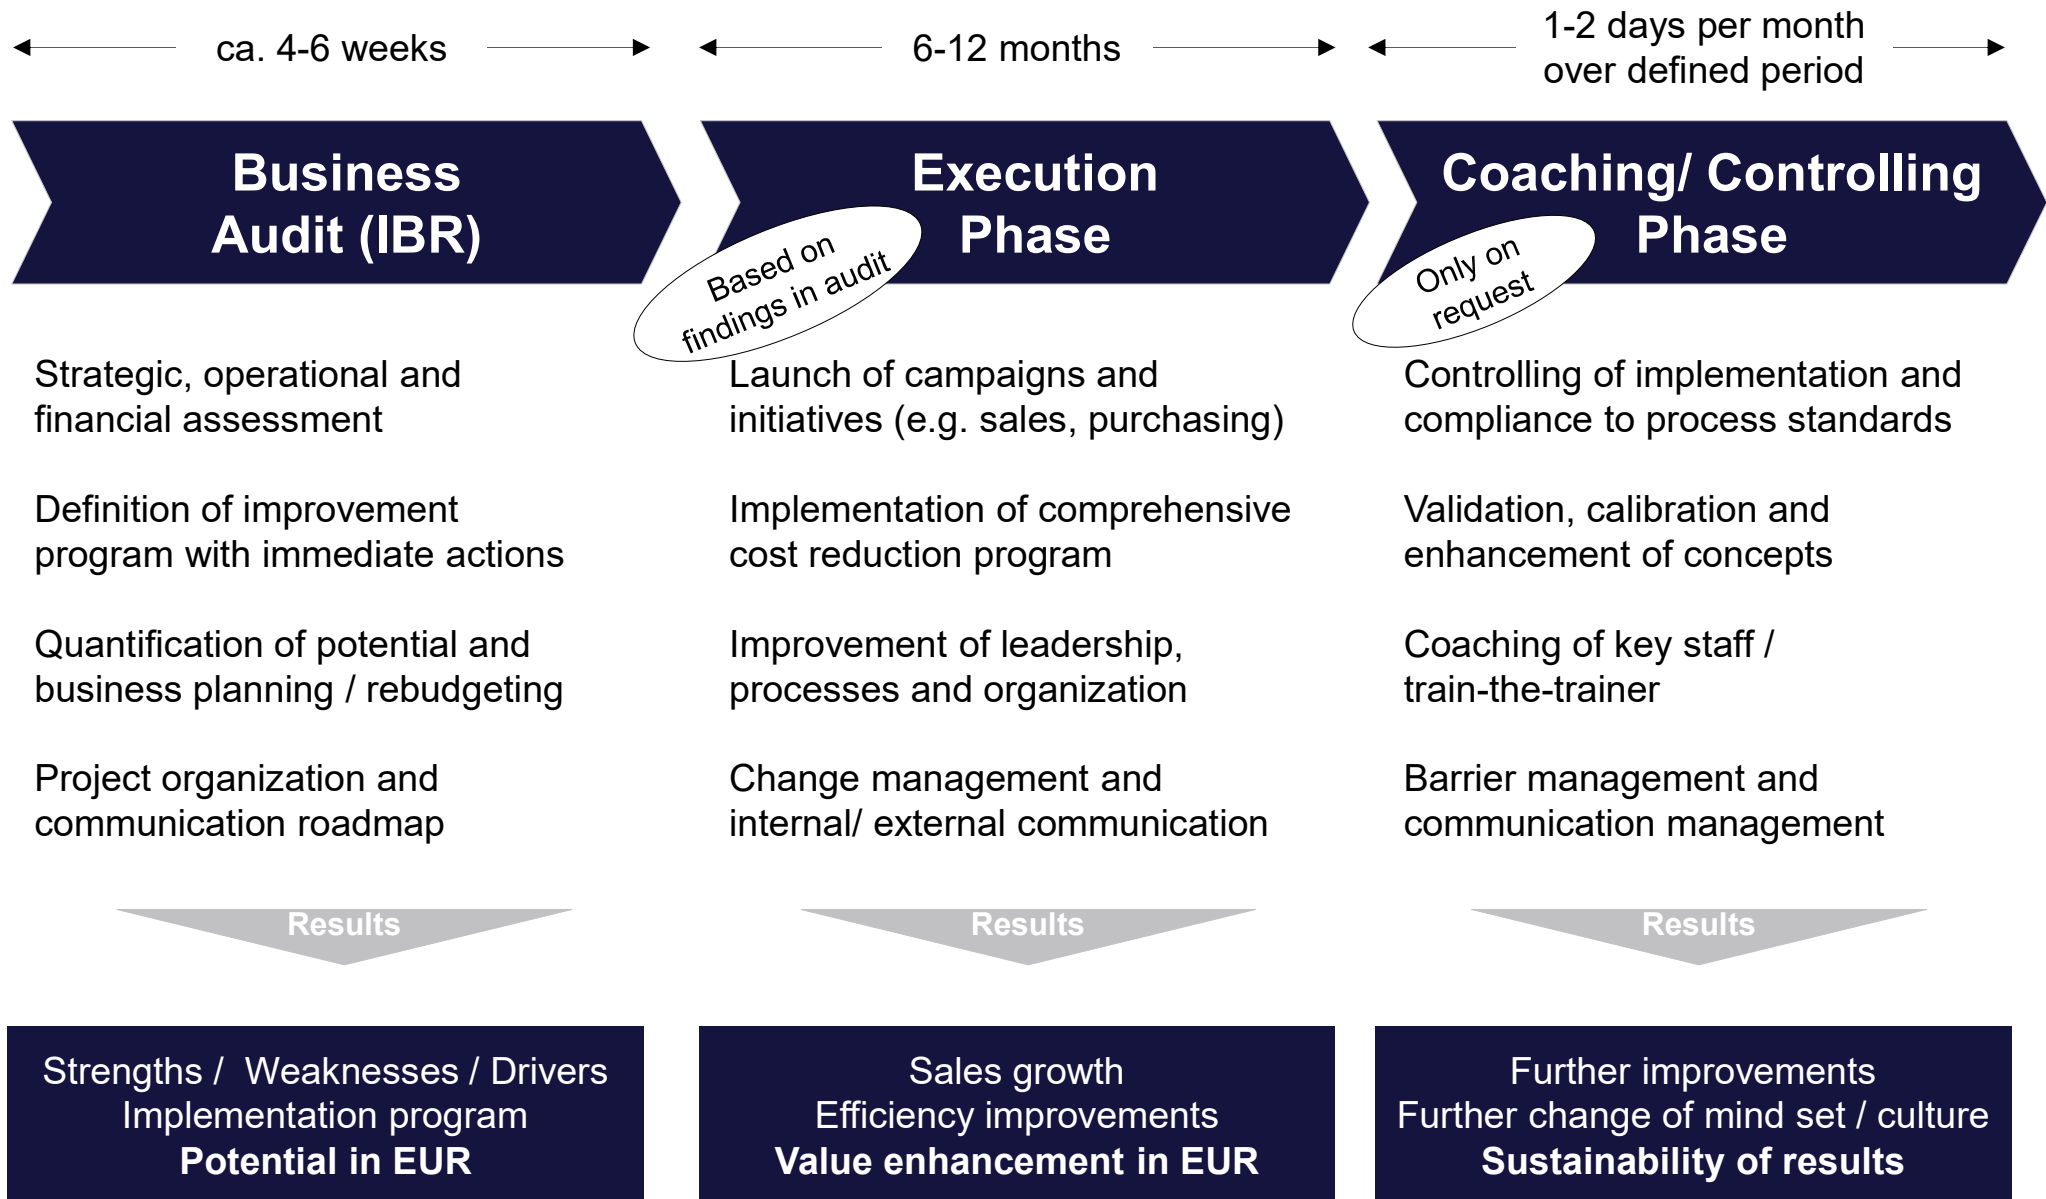 ca. 4-6 weeks
6-12 months
1-2 days per month
over defined period
Business
Audit (IBR)
Execution
Phase
Based on
findings in audit
Coaching/ Controlling
Phase
Only on
request
Strategic, operational and
financial assessment
Definition of improvement
program with immediate actions
Quantification of potential and
business planning / rebudgeting
Project organization and
communication roadmap
Launch of campaigns and
initiatives (e.g. sales, purchasing)
Implementation of comprehensive
cost reduction program
Improvement of leadership,
processes and organization
Change management and
internal/ external communication
Controlling of implementation and
compliance to process standards
Validation, calibration and
enhancement of concepts
Coaching of key staff /
train-the-trainer
Barrier management and
communication management
Results
Results
Results
Strengths /  Weaknesses / Drivers
Implementation program
Potential in EUR
Sales growth
Efficiency improvements
Value enhancement in EUR
Further improvements
Further change of mind set / culture
Sustainability of results